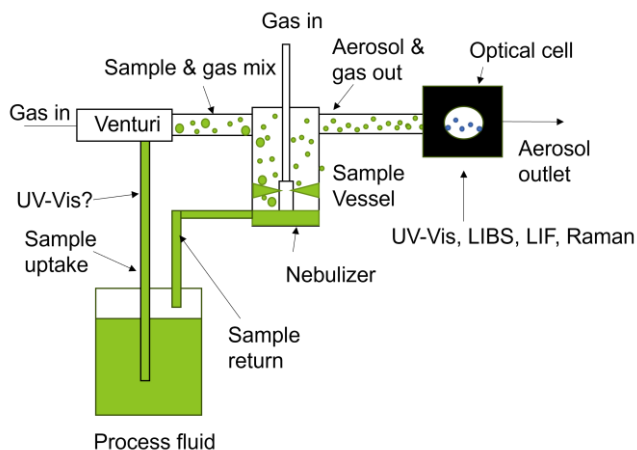 Gas in
Aerosol &
gas out
Optical cell
Sample & gas mix
Gas in
Venturi
Aerosol
outlet
Sample
Vessel
UV-Vis?
UV-Vis, LIBS, LIF, Raman
Sample
uptake
Nebulizer
Sample
return
Process fluid